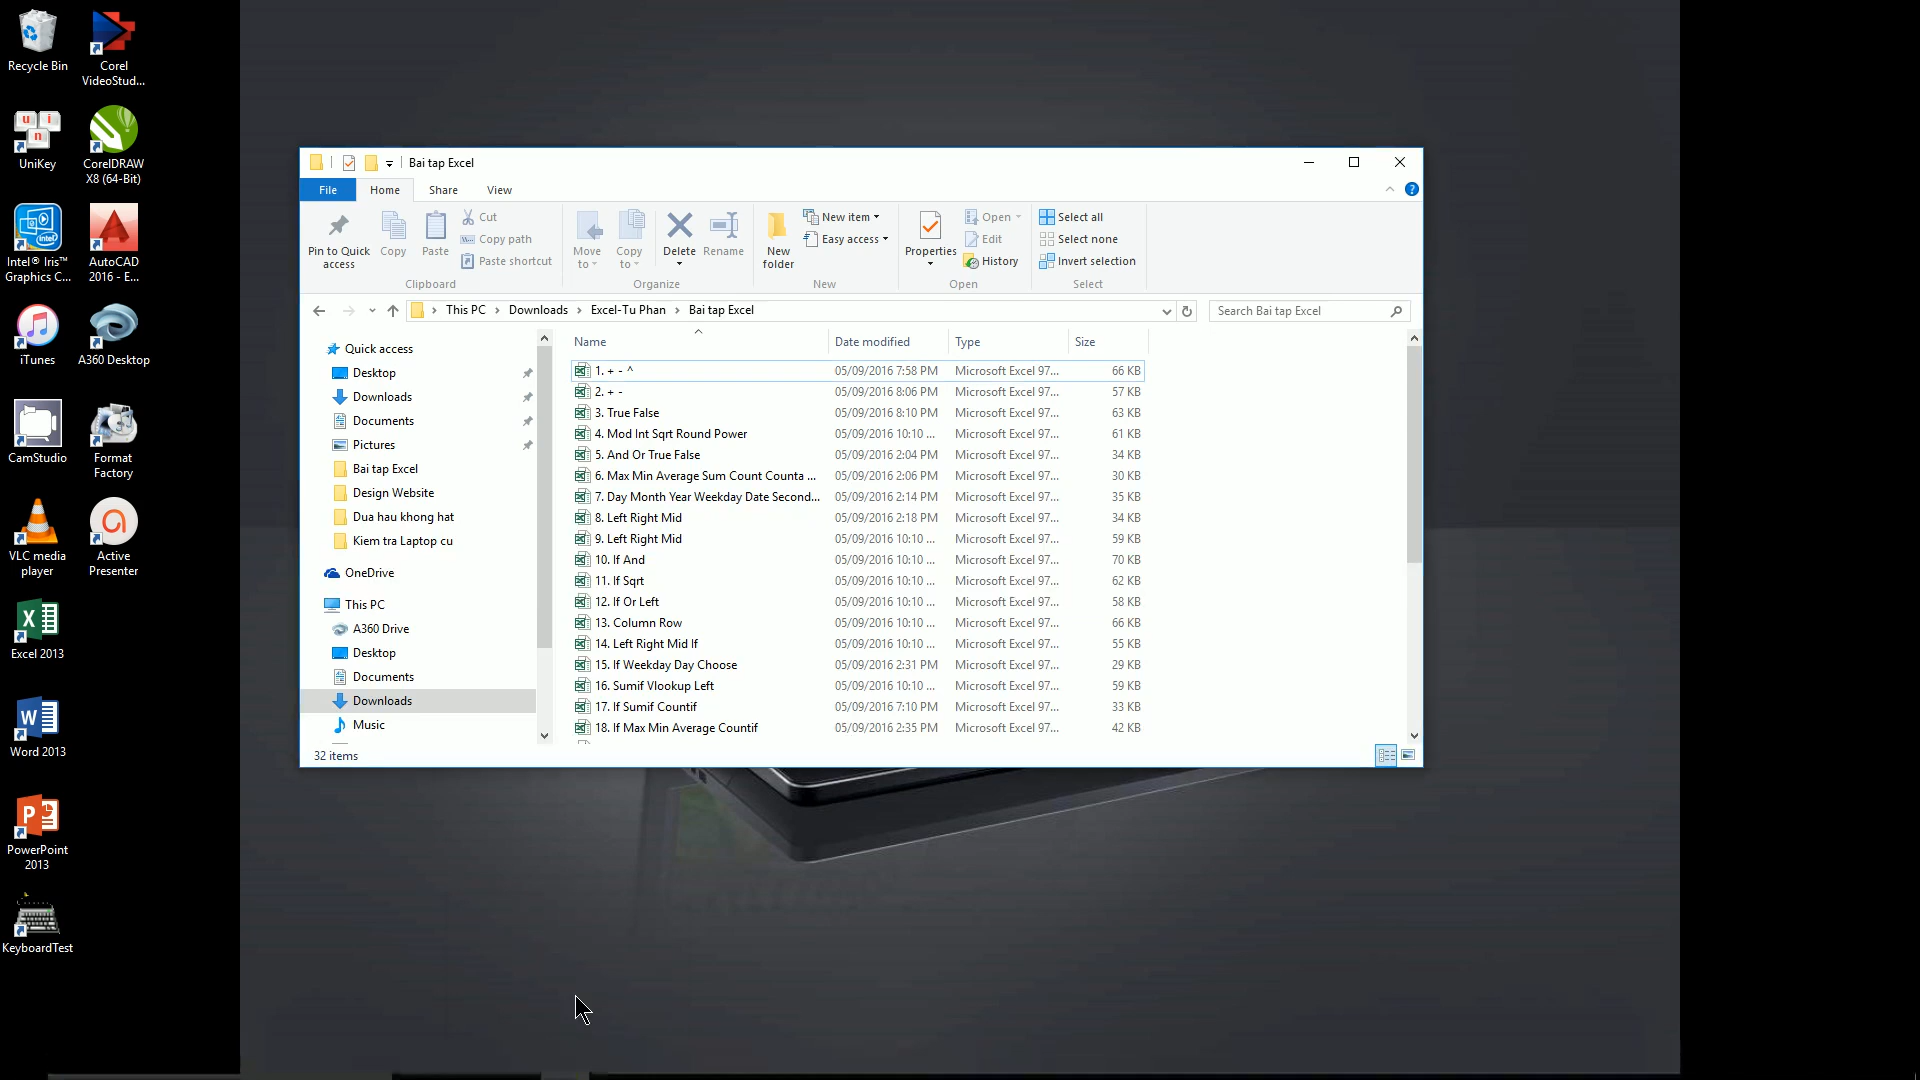 Recycle Bin
Corel
VideoStud...
UniKey
CorelDRAW
X8 (64-Bit)
Intel® Iris™
Graphics C...
AutoCAD
2016 - E...
iTunes
A360 Desktop
CamStudio
Format
Factory
VLC media
player
Active
Presenter
Excel 2013
Word 2013
PowerPoint
2013
KeyboardTest
Bai tap Excel
File Home Share View
Pin to Quick
access
Copy
Paste
Cut
Copy path
Paste shortcut
Clipboard
Move
to
Copy
to
Delete
Rename
Organize
New
folder
New item
Easy access
New
Properties
Open
Edit
History
Open
Select all
Select none
Invert selection
Select
This PC > Downloads > Excel-Tu Phan > Bai tap Excel
Search Bai tap Excel
Quick access
Desktop
Downloads
Documents
Pictures
Bai tap Excel
Design Website
Dua hau khong hat
Kiem tra Laptop cu
OneDrive
This PC
A360 Drive
Desktop
Documents
Downloads
Music
Name Date modified Type Size
1. + - ^ 05/09/2016 7:58 PM Microsoft Excel 97... 66 KB
2. + - 05/09/2016 8:06 PM Microsoft Excel 97... 57 KB
3. True False 05/09/2016 8:10 PM Microsoft Excel 97... 63 KB
4. Mod Int Sqrt Round Power 05/09/2016 10:10 ... Microsoft Excel 97... 61 KB
5. And Or True False 05/09/2016 2:04 PM Microsoft Excel 97... 34 KB
6. Max Min Average Sum Count Counta ... 05/09/2016 2:06 PM Microsoft Excel 97... 30 KB
7. Day Month Year Weekday Date Second... 05/09/2016 2:14 PM Microsoft Excel 97... 35 KB
8. Left Right Mid 05/09/2016 2:18 PM Microsoft Excel 97... 34 KB
9. Left Right Mid 05/09/2016 10:10 ... Microsoft Excel 97... 59 KB
10. If And 05/09/2016 10:10 ... Microsoft Excel 97... 70 KB
11. If Sqrt 05/09/2016 10:10 ... Microsoft Excel 97... 62 KB
12. If Or Left 05/09/2016 10:10 ... Microsoft Excel 97... 58 KB
13. Column Row 05/09/2016 10:10 ... Microsoft Excel 97... 66 KB
14. Left Right Mid If 05/09/2016 10:10 ... Microsoft Excel 97... 55 KB
15. If Weekday Day Choose 05/09/2016 2:31 PM Microsoft Excel 97... 29 KB
16. Sumif Vlookup Left 05/09/2016 10:10 ... Microsoft Excel 97... 59 KB
17. If Sumif Countif 05/09/2016 7:10 PM Microsoft Excel 97... 33 KB
18. If Max Min Average Countif 05/09/2016 2:35 PM Microsoft Excel 97... 42 KB
32 items